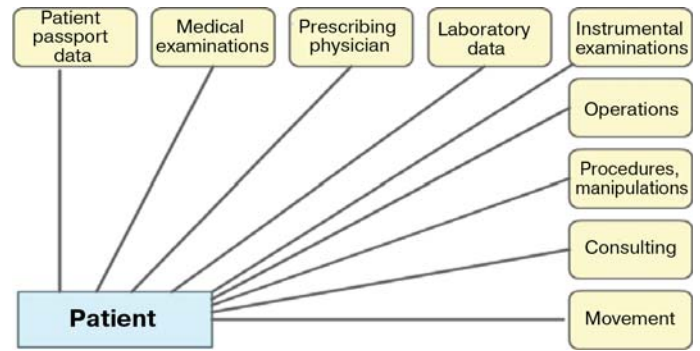 Patient
passport
data
Medical
examinations
Prescribing
physician
Laboratory
data
Instrumental
examinations
Operations
Procedures,
manipulations
Consulting
Movement
Patient